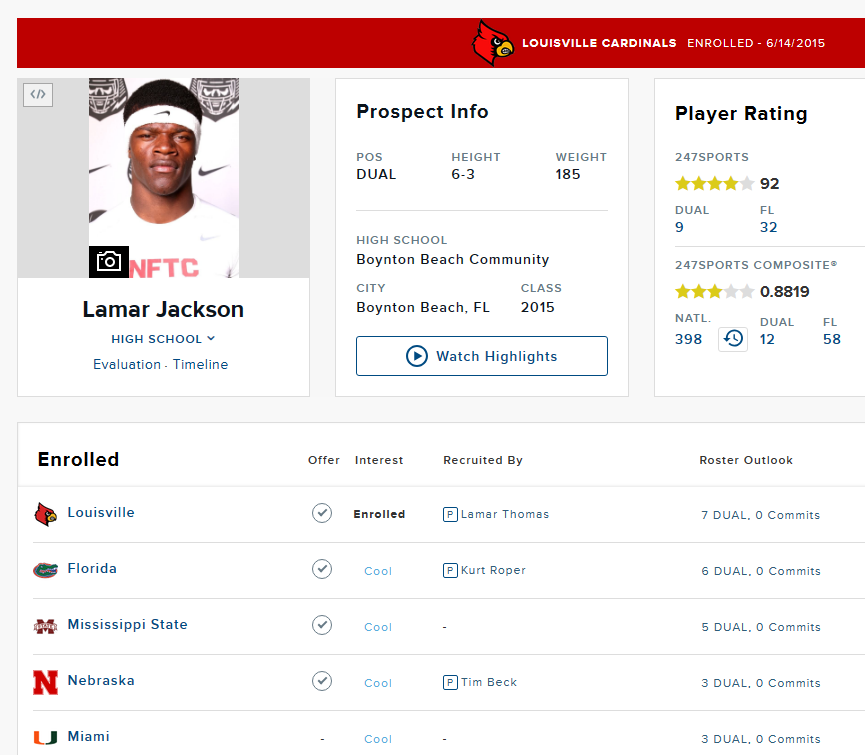 LOUISVILLE CARDINALS ENROLLED - 6/14/2015
</>
NFTC
Lamar Jackson
HIGH SCHOOL
Evaluation · Timeline
Prospect Info
POS HEIGHT WEIGHT
DUAL 6-3 185
HIGH SCHOOL
Boynton Beach Community
CITY CLASS
Boynton Beach, FL 2015
Watch Highlights
Player Rating
247SPORTS
92
DUAL FL
9 32
247SPORTS COMPOSITE®
0.8819
NATL. DUAL FL
398 12 58
Enrolled Offer Interest Recruited By Roster Outlook
Louisville Enrolled P Lamar Thomas 7 DUAL, 0 Commits
Florida Cool P Kurt Roper 6 DUAL, 0 Commits
Mississippi State Cool - 5 DUAL, 0 Commits
N Nebraska Cool P Tim Beck 3 DUAL, 0 Commits
Miami - Cool - 3 DUAL, 0 Commits